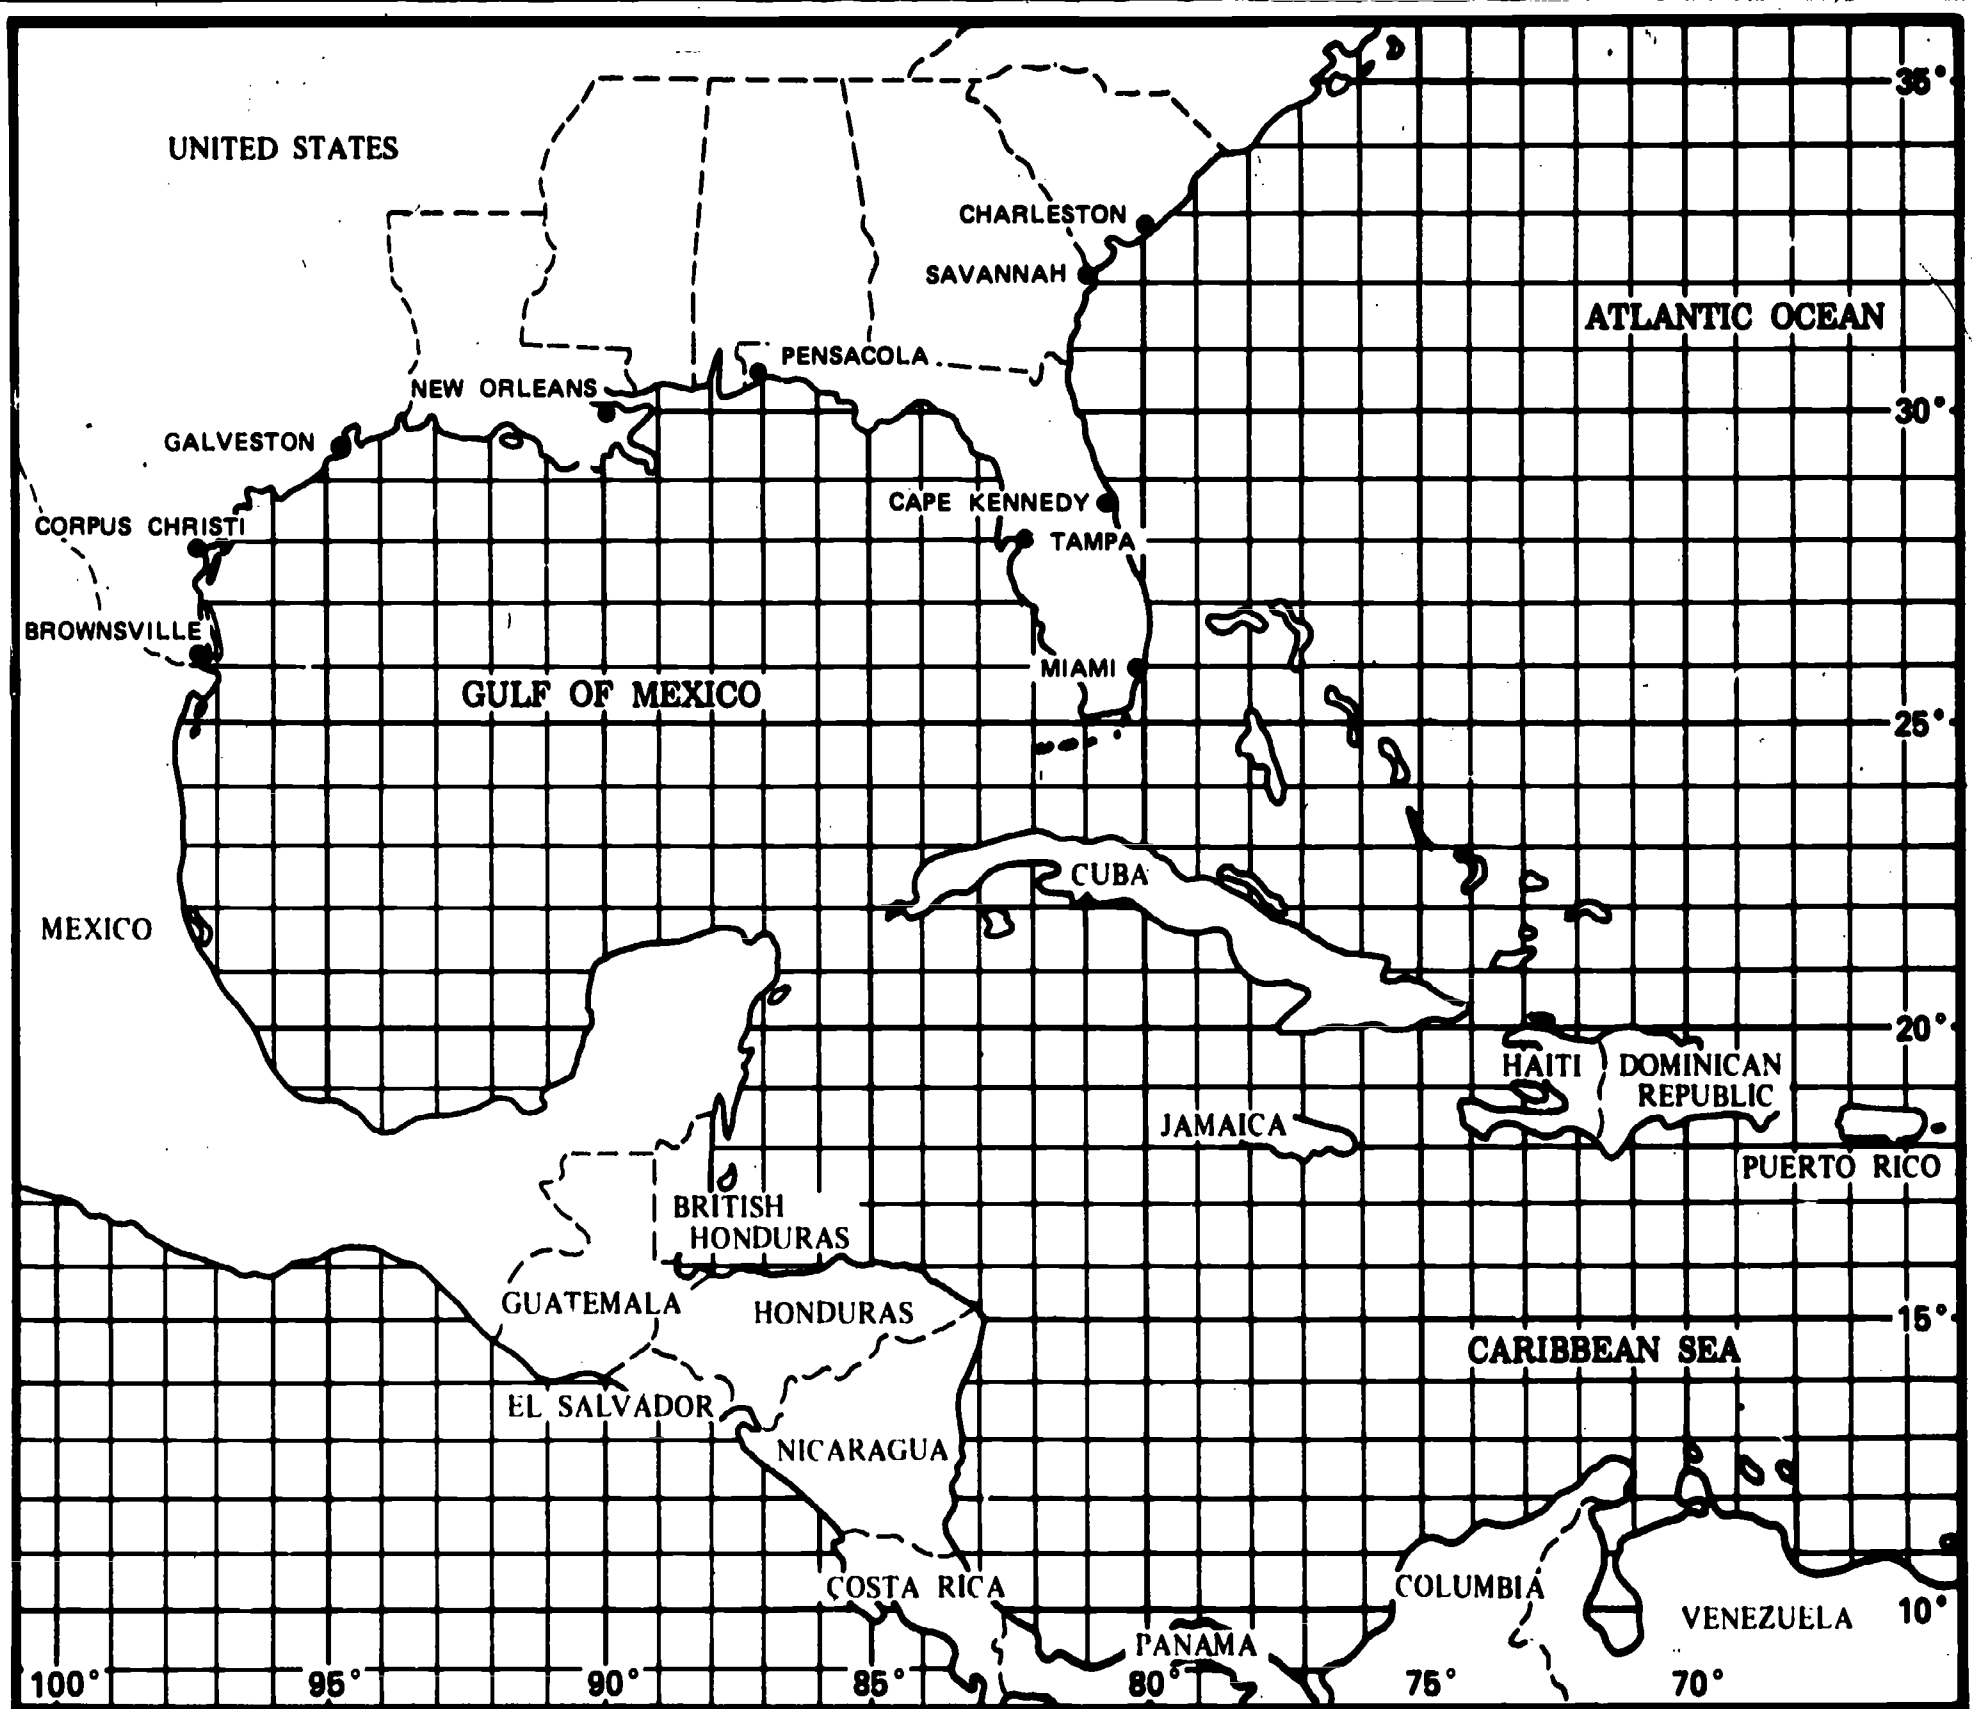 35°
UNITED STATES
CHARLESTON
SAVANNAH
ATLANTIC OCEAN
PENSACOLA
NEW ORLEANS
30°
GALVESTON
CAPE KENNEDY
CORPUS CHRISTI
TAMPA
BROWNSVILLE
MIAMI
GULF OF MEXICO
25°
CUBA
MEXICO
20°
HAITI
DOMINICAN
REPUBLIC
JAMAICA
PUERTO RICO
BRITISH
HONDURAS
GUATEMALA
HONDURAS
15°
CARIBBEAN SEA
EL SALVADOR
NICARAGUA
COSTA RICA
COLUMBIA
VENEZUELA
10°
PANAMA
100° 95° 90° 85° 80° 75° 70°